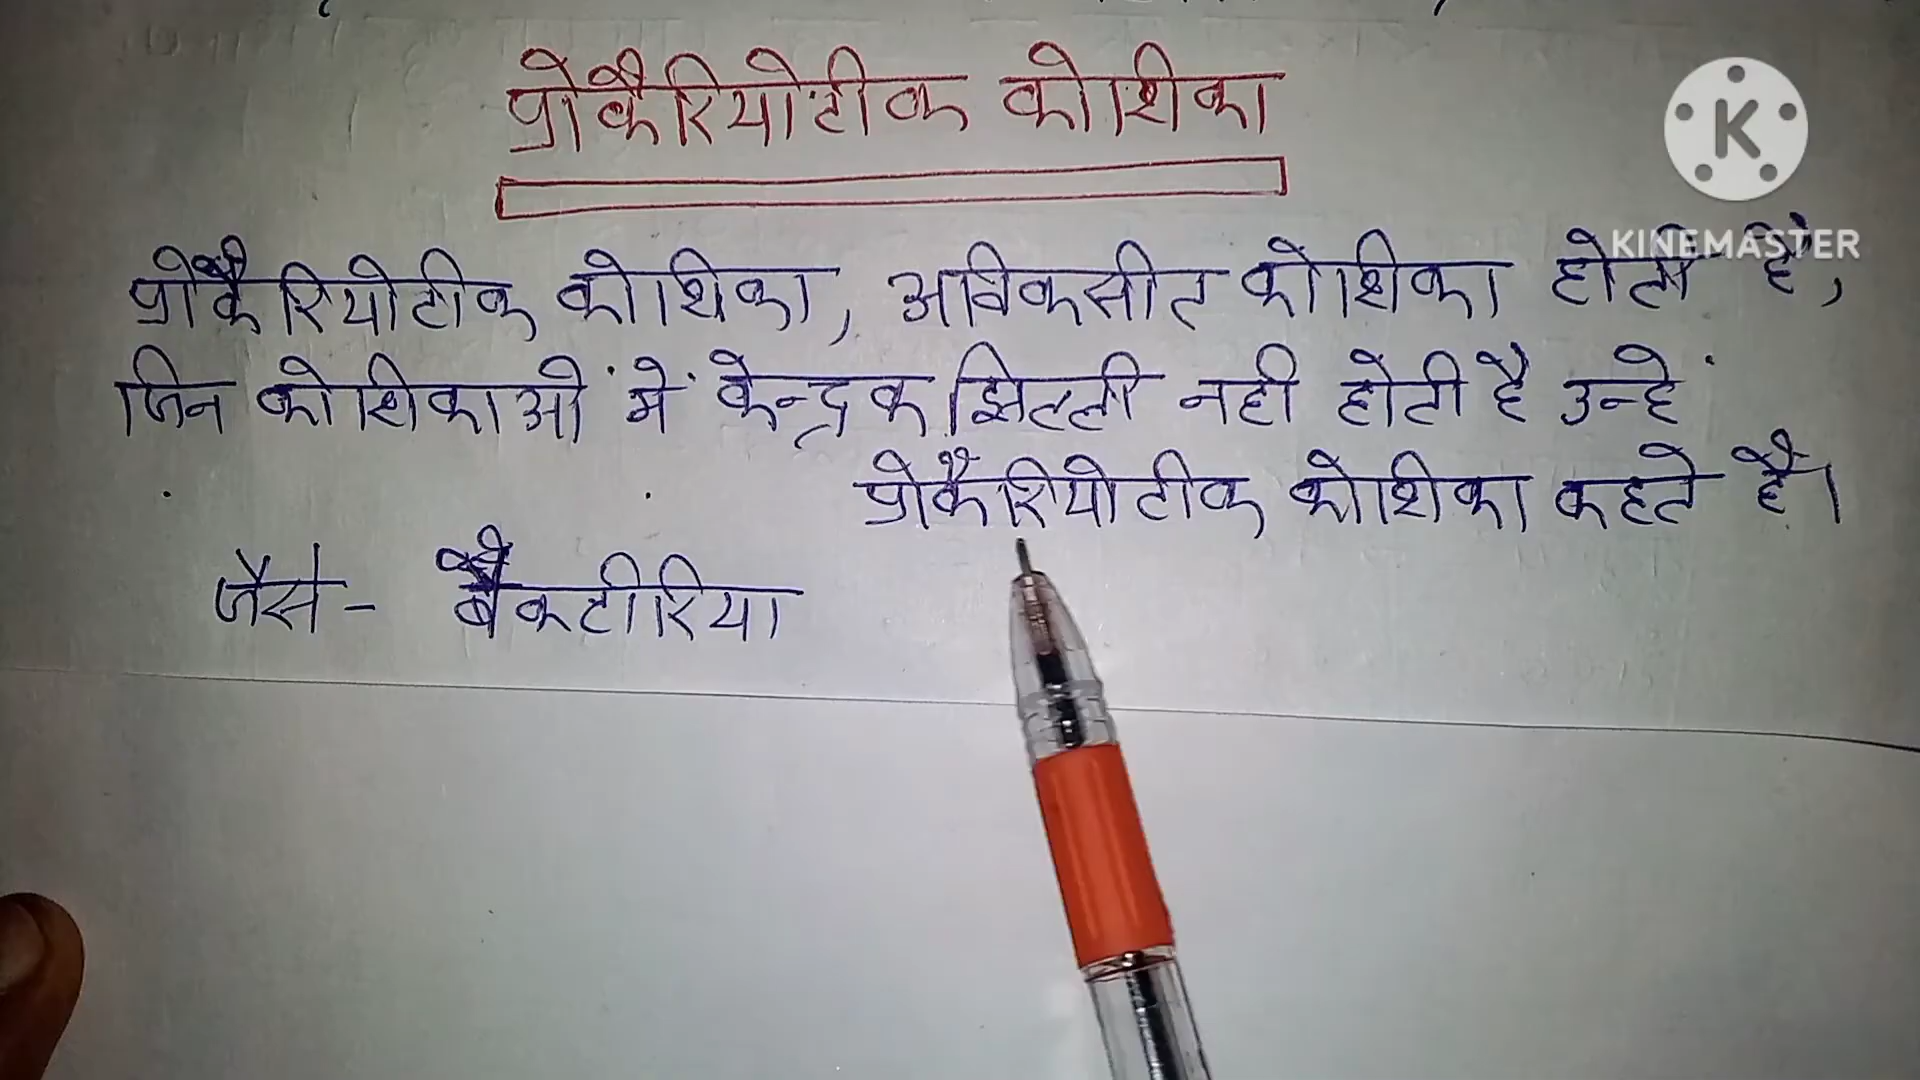 प्रोकैरियोटीक कोशिका
K
KINEMASTER
प्रोकैरियोटीक कोशिका, अविकसीत कोशिका होती है,
जिन कोशिकाओं में केन्द्रक झिल्ली नही होती है उन्हे
प्रोकैरियोटीक कोशिका कहते है।
जैसे - बैक्टीरिया